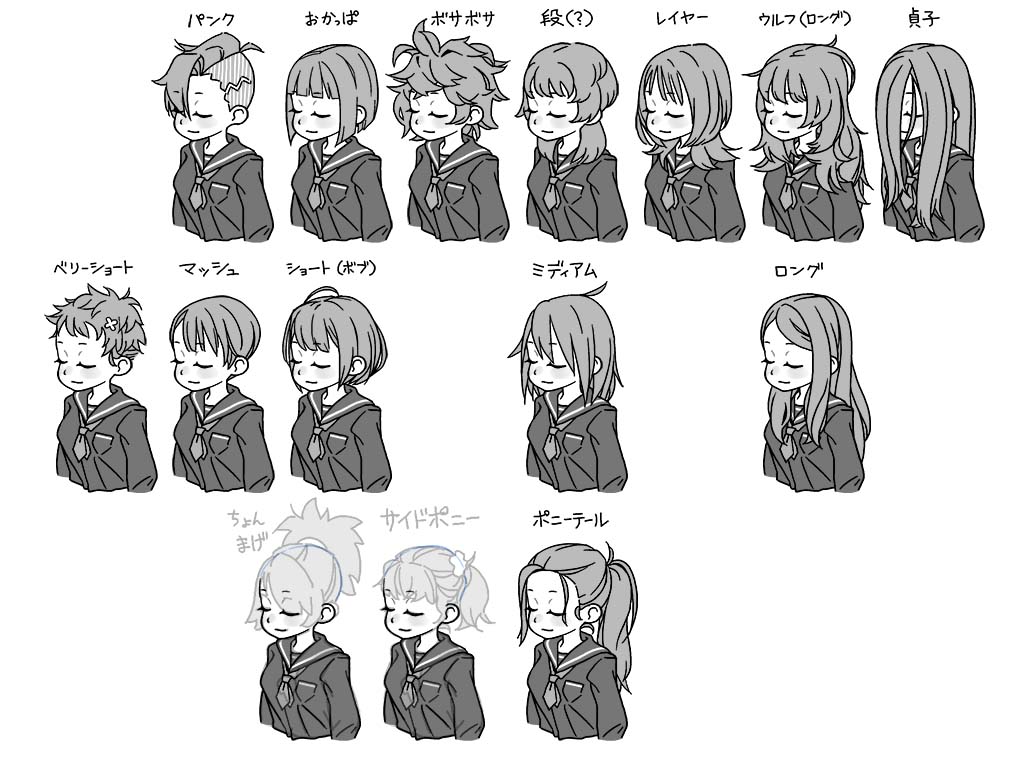 パンク
おかっぱ
ボサボサ
段(?)
レイヤー
ウルフ(ロング)
貞子
ベリーショート
マッシュ
ショート(ボブ)
ミディアム
ロング
ちょん
まげ
サイドポニー
ポニーテール